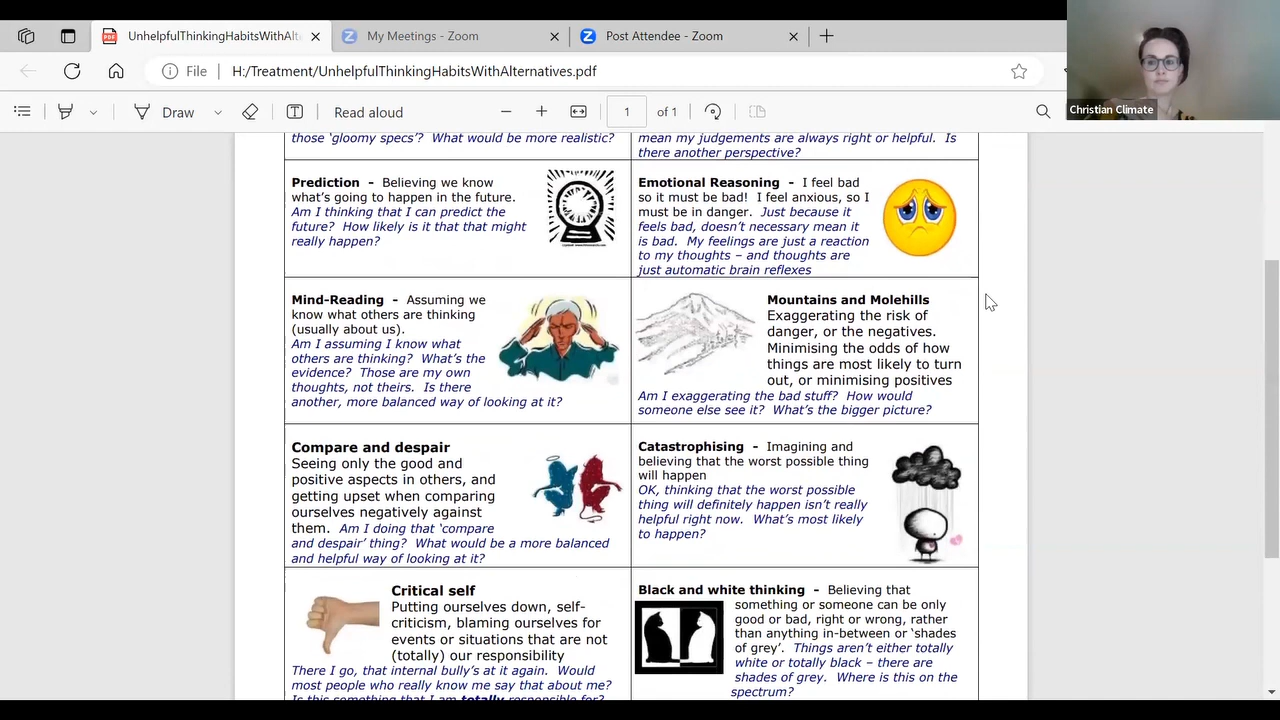 UnhelpfulThinkingHabitsWithAlt
My Meetings - Zoom
Post Attendee - Zoom
File
H:/Treatment/UnhelpfulThinkingHabitsWithAlternatives.pdf
Draw
Read aloud
1
of 1
Christian Climate
those ‘gloomy specs’? What would be more realistic?
mean my judgements are always right or helpful. Is
there another perspective?
Prediction - Believing we know
what’s going to happen in the future.
Am I thinking that I can predict the
future? How likely is it that that might
really happen?
Emotional Reasoning - I feel bad
so it must be bad! I feel anxious, so I
must be in danger. Just because it
feels bad, doesn’t necessary mean it
is bad. My feelings are just a reaction
to my thoughts – and thoughts are
just automatic brain reflexes
Mind-Reading - Assuming we
know what others are thinking
(usually about us).
Am I assuming I know what
others are thinking? What’s the
evidence? Those are my own
thoughts, not theirs. Is there
another, more balanced way of looking at it?
Mountains and Molehills
Exaggerating the risk of
danger, or the negatives.
Minimising the odds of how
things are most likely to turn
out, or minimising positives
Am I exaggerating the bad stuff? How would
someone else see it? What’s the bigger picture?
Compare and despair
Seeing only the good and
positive aspects in others, and
getting upset when comparing
ourselves negatively against
them. Am I doing that ‘compare
and despair’ thing? What would be a more balanced
and helpful way of looking at it?
Catastrophising - Imagining and
believing that the worst possible thing
will happen
OK, thinking that the worst possible
thing will definitely happen isn’t really
helpful right now. What’s most likely
to happen?
Critical self
Putting ourselves down, self-
criticism, blaming ourselves for
events or situations that are not
(totally) our responsibility
There I go, that internal bully’s at it again. Would
most people who really know me say that about me?
Is this something that I am totally responsible for?
Black and white thinking - Believing that
something or someone can be only
good or bad, right or wrong, rather
than anything in-between or ‘shades
of grey’. Things aren’t either totally
white or totally black – there are
shades of grey. Where is this on the
spectrum?